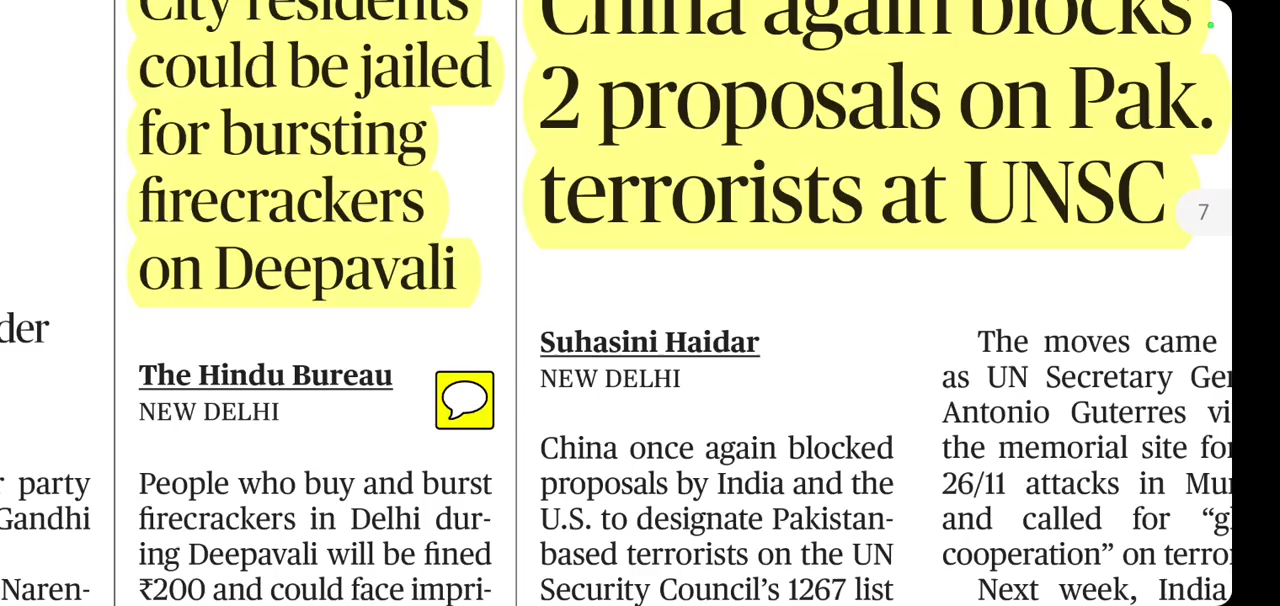 City residents
could be jailed
for bursting
firecrackers
on Deepavali
The Hindu Bureau
NEW DELHI
People who buy and burst
firecrackers in Delhi dur-
ing Deepavali will be fined
₹200 and could face impri-
China again blocks
2 proposals on Pak.
terrorists at UNSC
7
Suhasini Haidar
NEW DELHI
China once again blocked
proposals by India and the
U.S. to designate Pakistan-
based terrorists on the UN
Security Council's 1267 list
The moves came
as UN Secretary
Antonio Guterres
the memorial site
26/11 attacks in
and called for
cooperation” on
Next week, India
der
party
Gandhi
Naren-